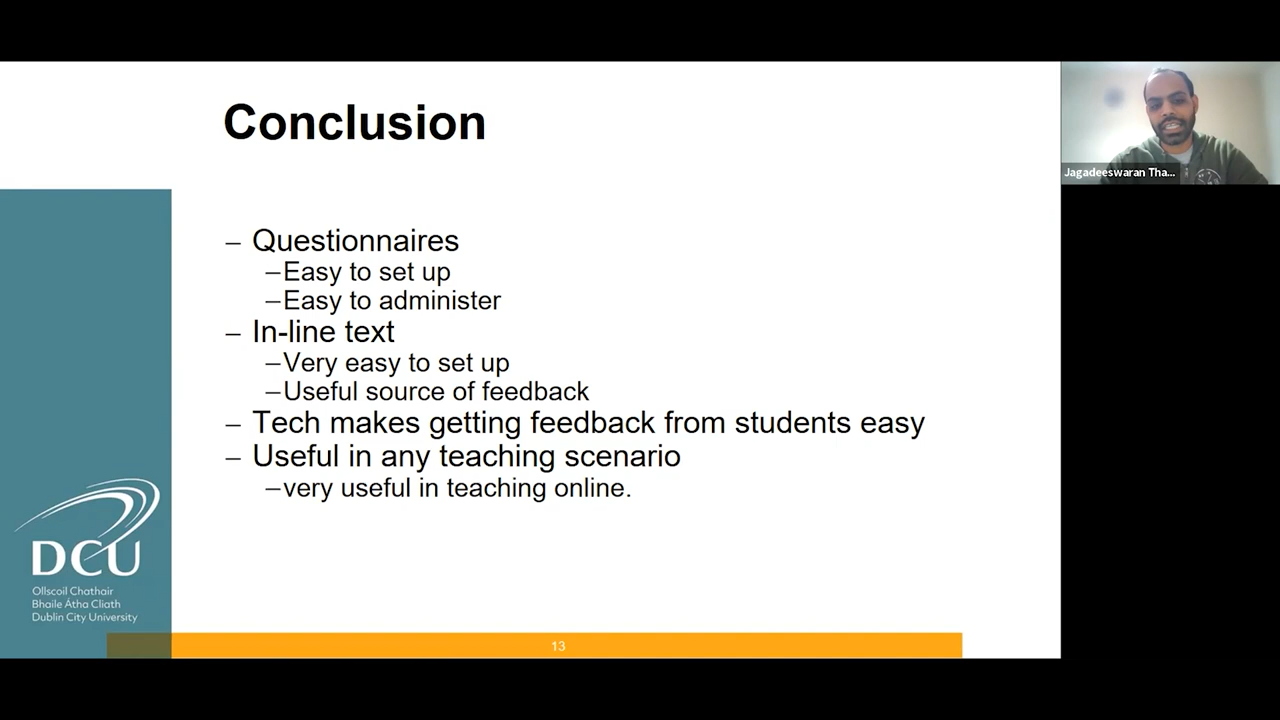 Conclusion
Jagadeeswaran Tha...
– Questionnaires
–Easy to set up
–Easy to administer
– In-line text
–Very easy to set up
–Useful source of feedback
– Tech makes getting feedback from students easy
– Useful in any teaching scenario
–very useful in teaching online.
DCU
Ollscoil Chathair
Bhaile Átha Cliath
Dublin City University
13